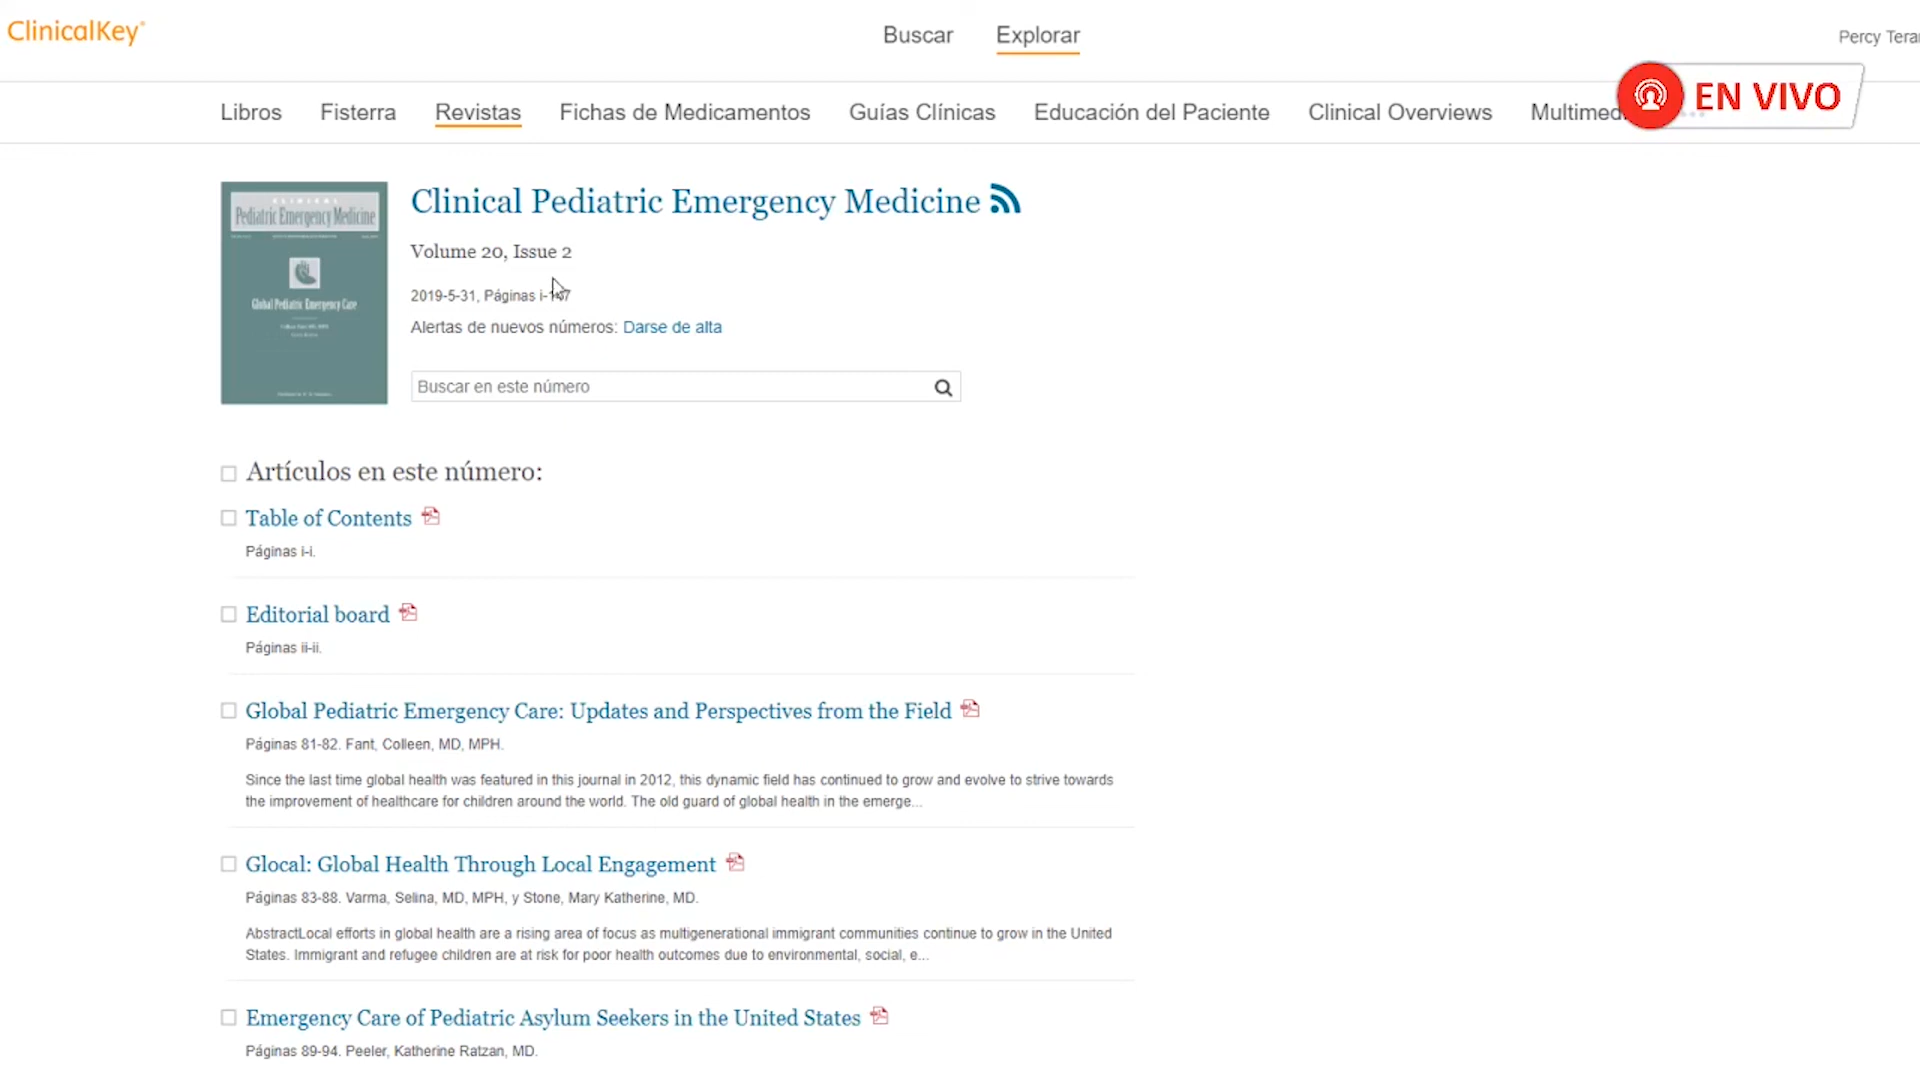 ClinicalKey
Buscar
Explorar
Percy Tera
EN VIVO
Libros
Fisterra
Revistas
Fichas de Medicamentos
Guías Clínicas
Educación del Paciente
Clinical Overviews
CLINICAL
Pediatric Emergency Medicine
Global Pediatric Emergency Care
Clinical Pediatric Emergency Medicine
Volume 20, Issue 2
2019-5-31, Páginas
Alertas de nuevos números: Darse de alta
Buscar en este número
Artículos en este número:
Table of Contents
Páginas i-i.
Editorial board
Páginas ii-ii.
Global Pediatric Emergency Care: Updates and Perspectives from the Field
Páginas 81-82. Fant, Colleen, MD, MPH.
Since the last time global health was featured in this journal in 2012, this dynamic field has continued to grow and evolve to strive towards
the improvement of healthcare for children around the world. The old guard of global health in the emerge...
Glocal: Global Health Through Local Engagement
Páginas 83-88. Varma, Selina, MD, MPH, y Stone, Mary Katherine, MD.
AbstractLocal efforts in global health are a rising area of focus as multigenerational immigrant communities continue to grow in the United
States. Immigrant and refugee children are at risk for poor health outcomes due to environmental, social, e...
Emergency Care of Pediatric Asylum Seekers in the United States
Páginas 89-94. Peeler, Katherine Ratzan, MD.